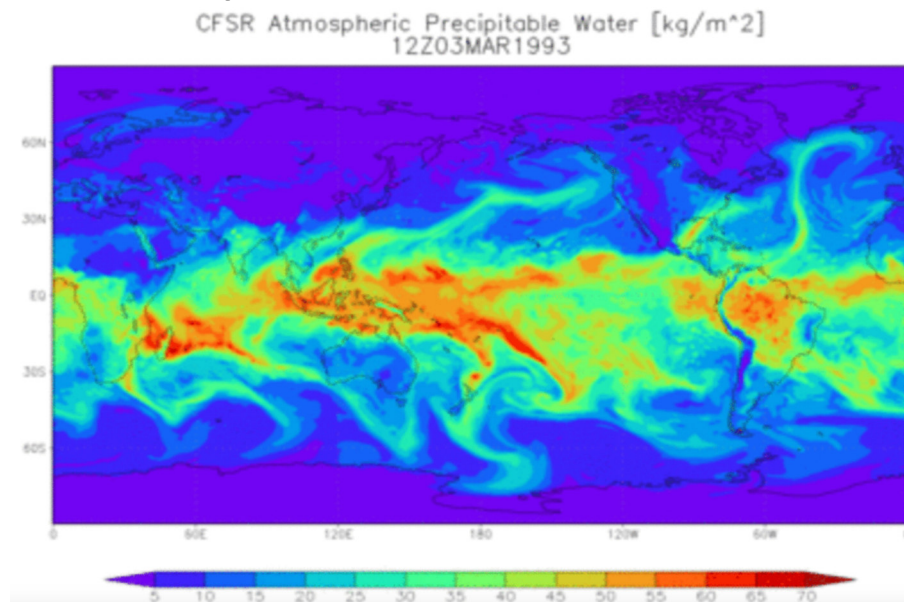 CFSR Atmospheric Precipitable Water [kg/m^2]
12Z03MAR1993
60N
30N
EQ
30S
60S
0 60E 120E 180 120W 60W
5 10 15 20 25 30 35 40 45 50 55 60 65 70